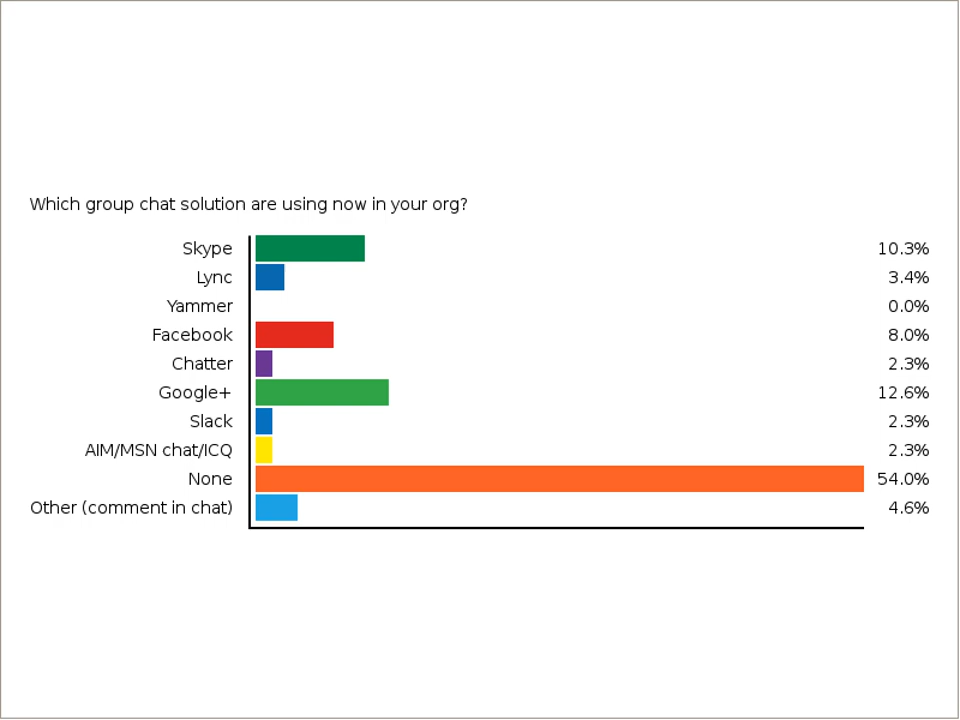 Which group chat solution are using now in your org?
Skype 10.3%
Lync 3.4%
Yammer 0.0%
Facebook 8.0%
Chatter 2.3%
Google+ 12.6%
Slack 2.3%
AIM/MSN chat/ICQ 2.3%
None 54.0%
Other (comment in chat) 4.6%